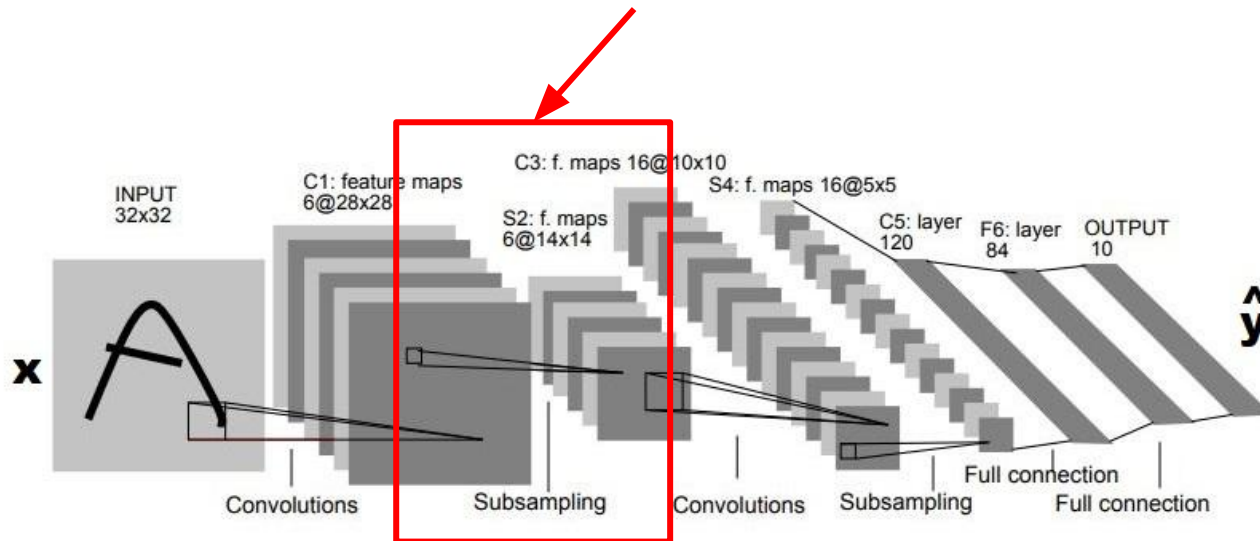 C3: f. maps 16@10x10
INPUT
32x32
C1: feature maps
6@28x28
S4: f. maps 16@5x5
S2: f. maps
6@14x14
C5: layer
120
F6: layer
84
OUTPUT
10
A
x
ŷ
Convolutions
Subsampling
Convolutions
Subsampling
Full connection
Full connection